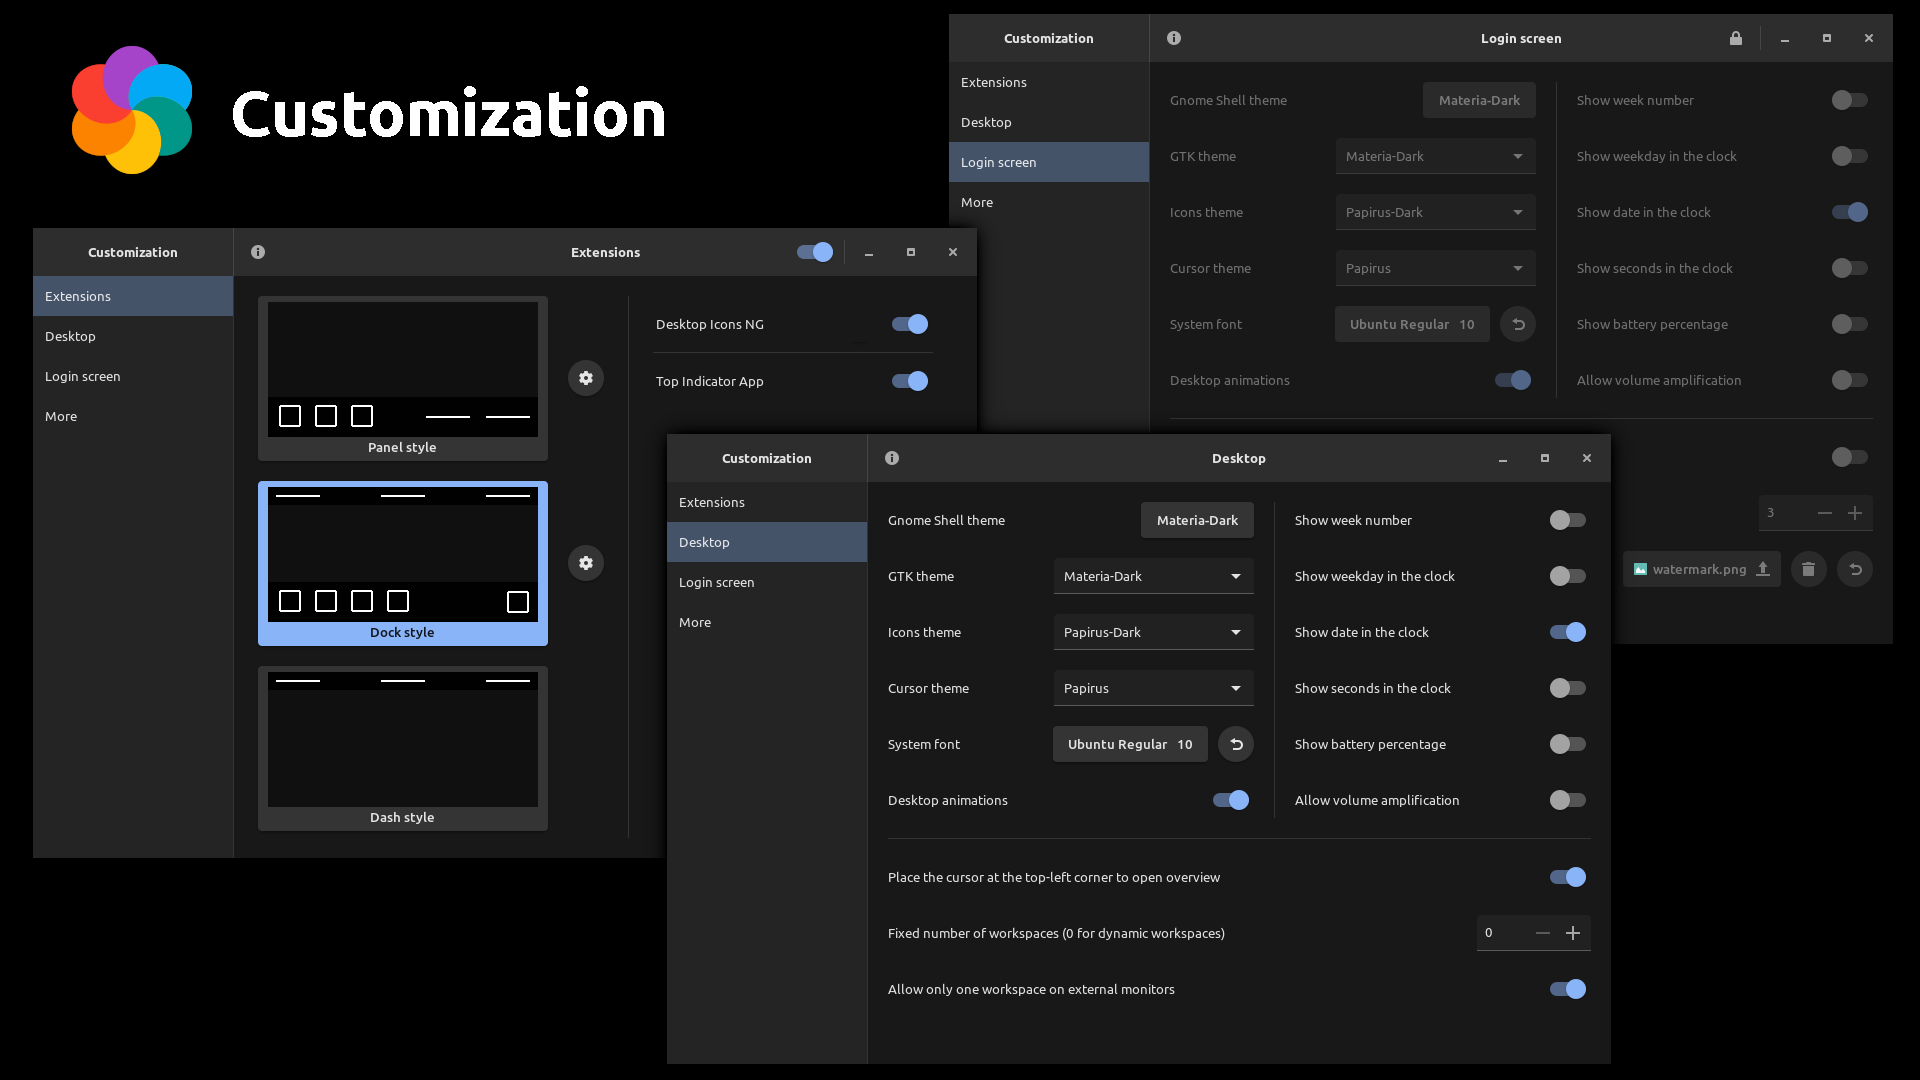 Customization
Customization
Login screen
Extensions
Desktop
Login screen
More
Gnome Shell theme
Materia-Dark
GTK theme
Materia-Dark
Icons theme
Papirus-Dark
Cursor theme
Papirus
System font
Ubuntu Regular 10
Desktop animations
Show week number
Show weekday in the clock
Show date in the clock
Show seconds in the clock
Show battery percentage
Allow volume amplification
3
watermark.png
Customization
Extensions
Extensions
Desktop
Login screen
More
Panel style
Dock style
Dash style
Desktop Icons NG
Top Indicator App
Customization
Desktop
Extensions
Desktop
Login screen
More
Gnome Shell theme
Materia-Dark
GTK theme
Materia-Dark
Icons theme
Papirus-Dark
Cursor theme
Papirus
System font
Ubuntu Regular 10
Desktop animations
Show week number
Show weekday in the clock
Show date in the clock
Show seconds in the clock
Show battery percentage
Allow volume amplification
Place the cursor at the top-left corner to open overview
Fixed number of workspaces (0 for dynamic workspaces)
0
Allow only one workspace on external monitors